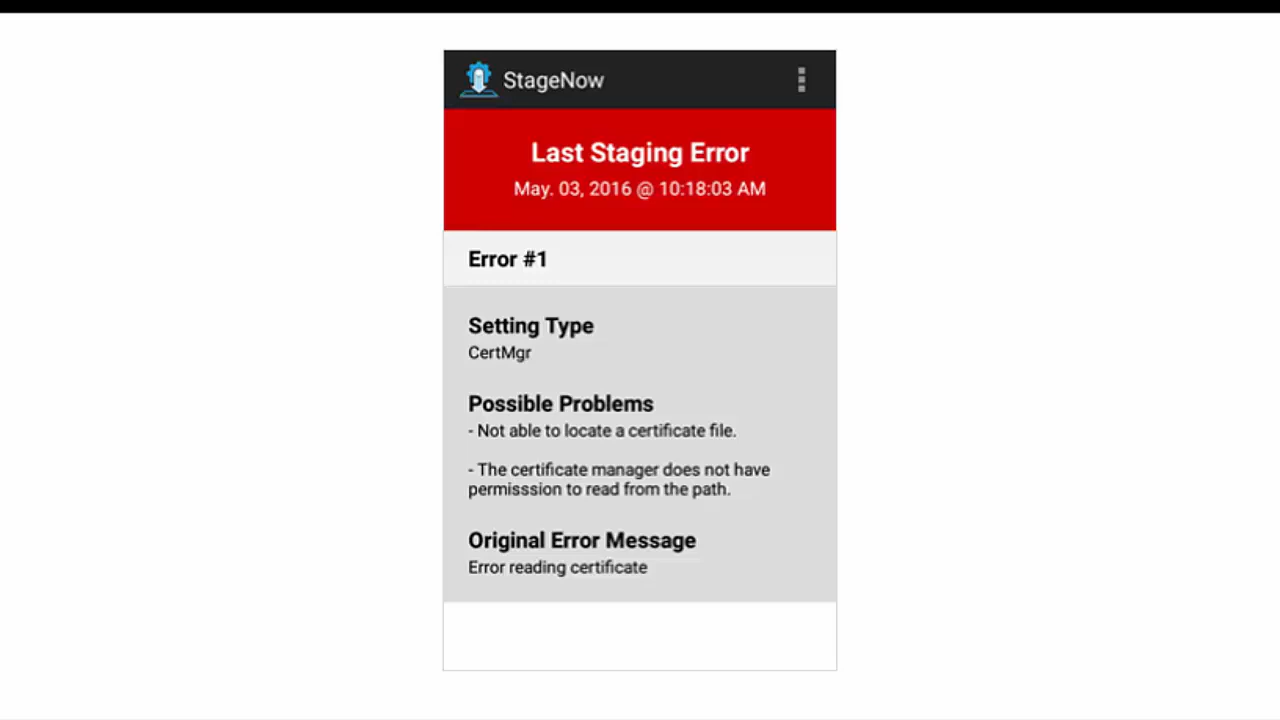 StageNow
Last Staging Error
May. 03, 2016 @ 10:18:03 AM
Error #1
Setting Type
CertMgr
Possible Problems
- Not able to locate a certificate file.
- The certificate manager does not have
permisssion to read from the path.
Original Error Message
Error reading certificate